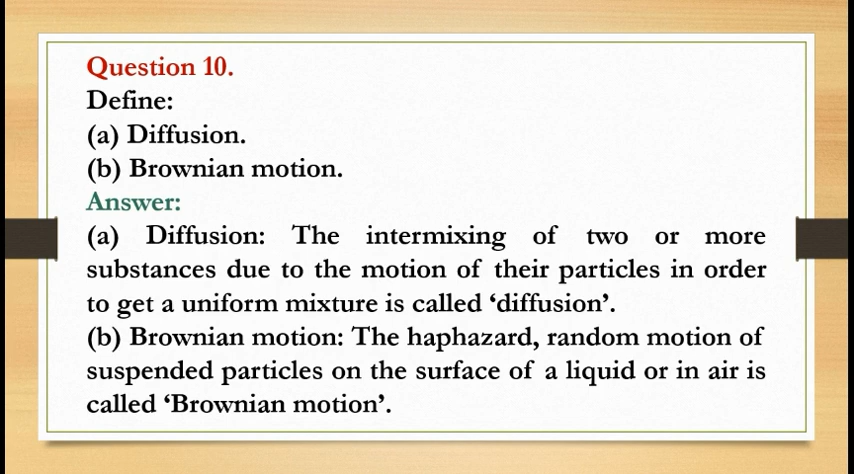 Question 10.
Define:
(a) Diffusion.
(b) Brownian motion.
Answer:
(a) Diffusion: The intermixing of two or more
substances due to the motion of their particles in order
to get a uniform mixture is called ‘diffusion’.
(b) Brownian motion: The haphazard, random motion of
suspended particles on the surface of a liquid or in air is
called ‘Brownian motion’.